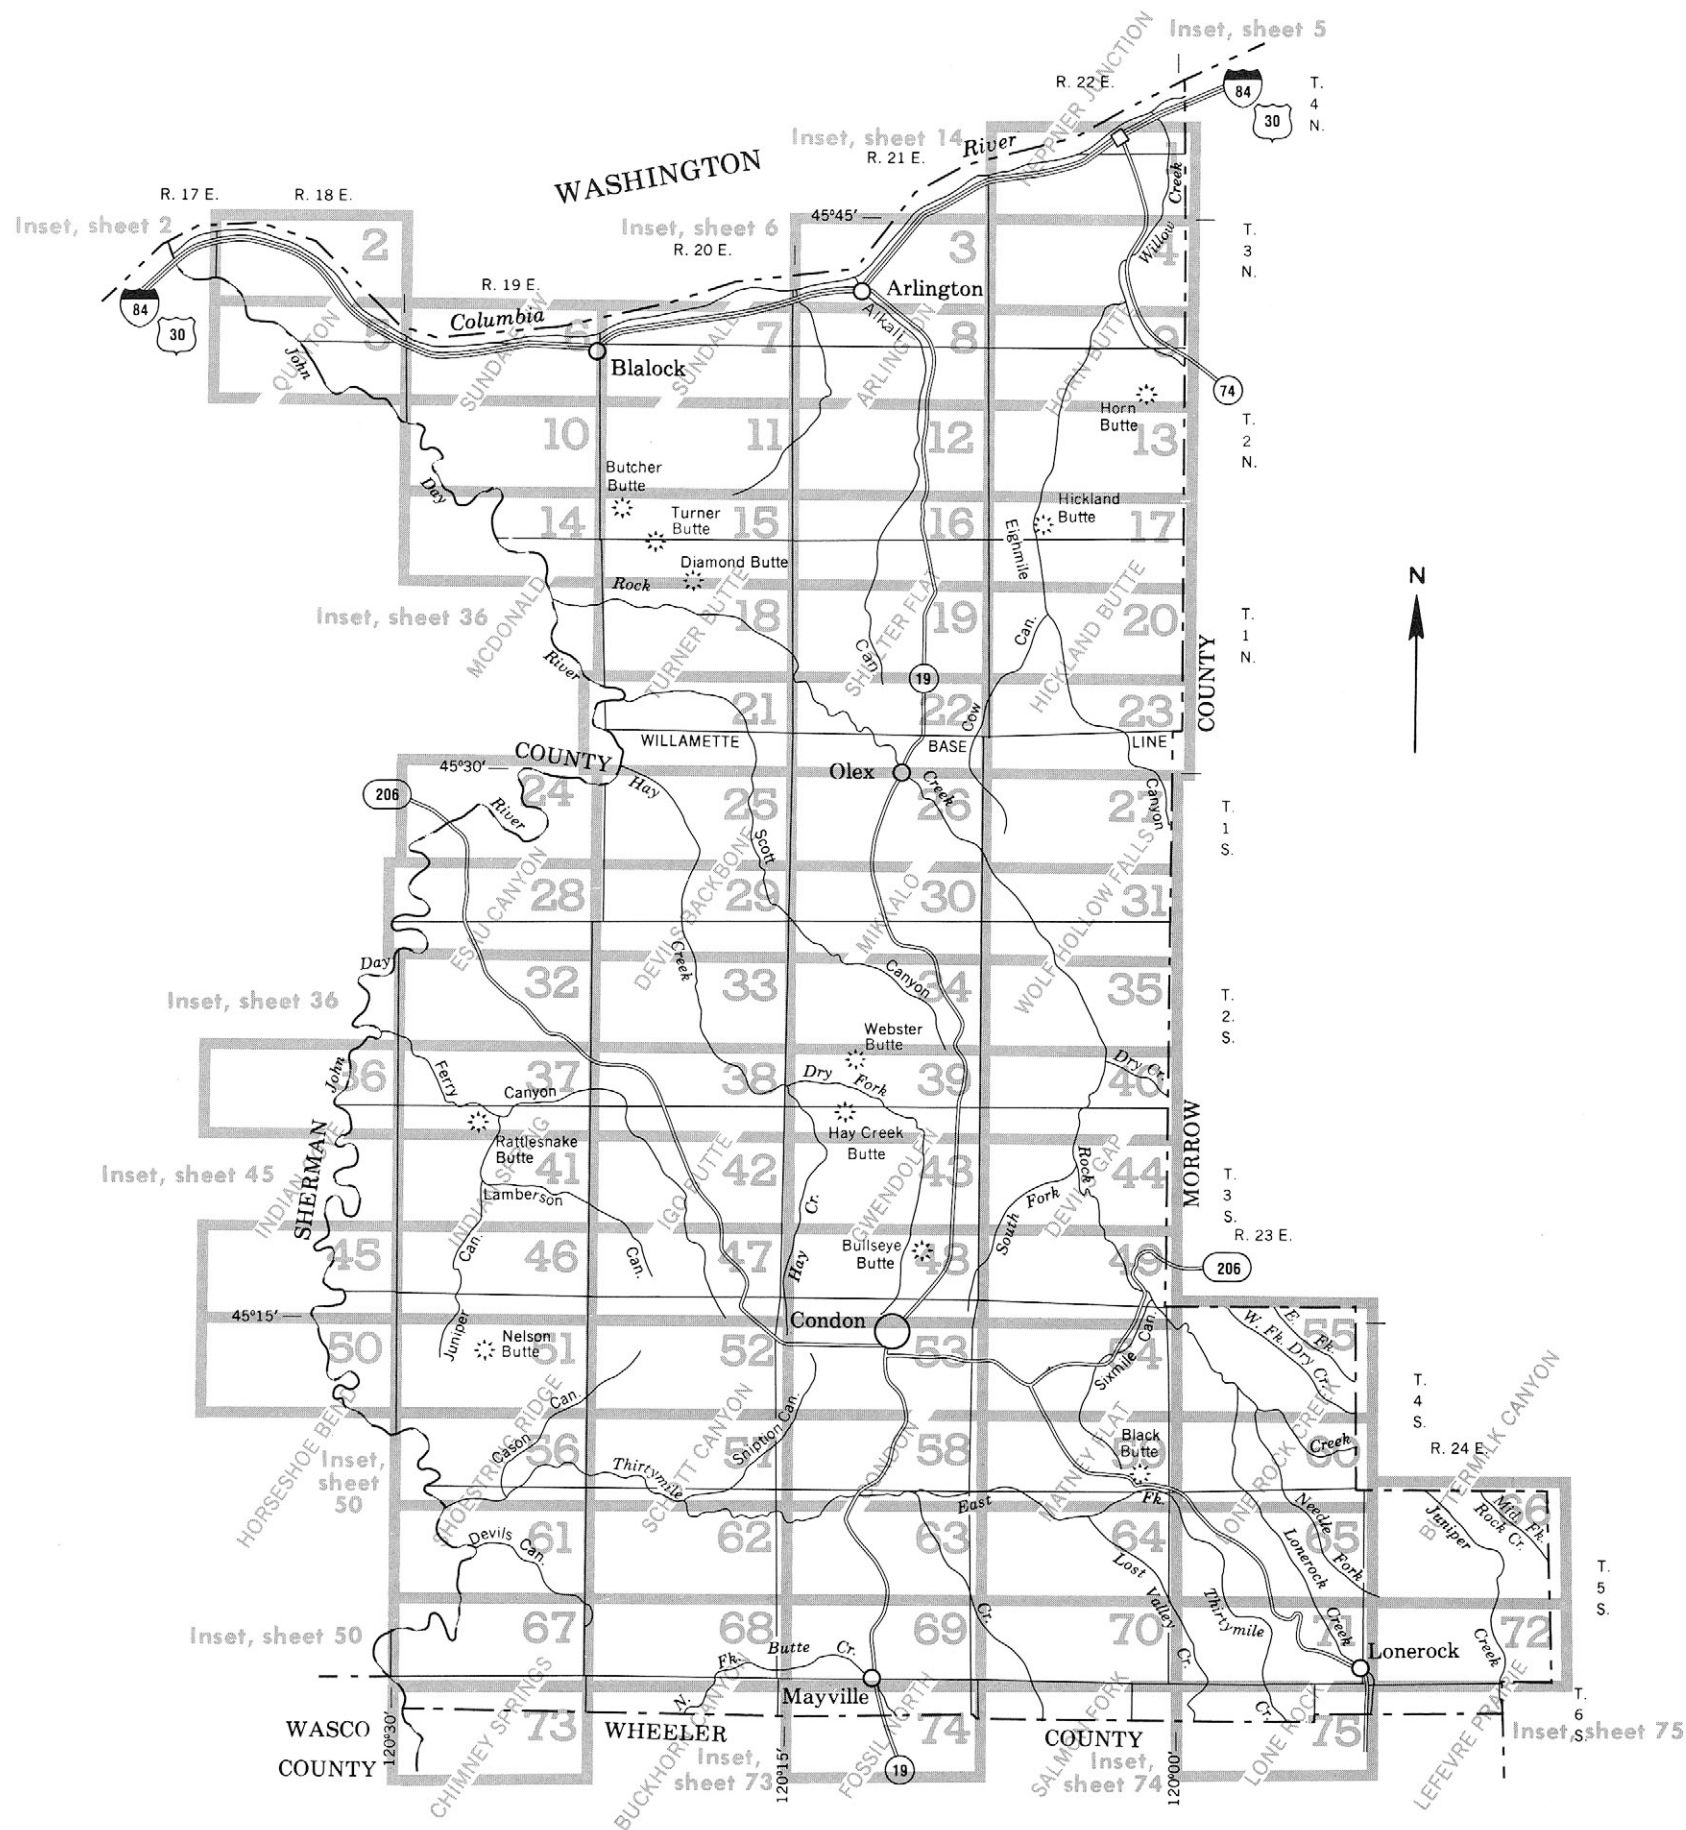 Inset, sheet 5
R. 22 E.
HEPPNER JUNCTION
84
30
T.
4
N.
Inset, sheet 14
River
R. 21 E.
WASHINGTON
Creek
R. 17 E.
R. 18 E.
Inset, sheet 2
2
Inset, sheet 6
R. 20 E.
45°45′
3
Willow
4
T.
3
N.
R. 19 E.
Arlington
84
30
Columbia
Alkali
QUINTON
5
SUNDALE NW
6
SUNDALE
7
ARLINGTON
8
HORN BUTTE
9
John
Blalock
74
Horn
Butte
10
11
12
13
T.
2
N.
Butcher
Butte
Day
Hickland
Butte
14
Turner
Butte
15
16
17
Eightmile
Diamond Butte
Rock
MCDONALD
TURNER BUTTE
SHUTLER FLAT
HICKLAND BUTTE
Inset, sheet 36
18
19
20
Can.
T.
1
N.
River
Can.
19
COUNTY
N
21
22
Cow
23
WILLAMETTE
BASE
LINE
COUNTY
45°30′
Olex
Creek
206
24
Hay
25
26
27
Canyon
River
T.
1
S.
Scott
ESAU CANYON
DEVILS BACKBONE
MIKKALO
WOLF HOLLOW FALLS
28
29
30
31
Day
Creek
Canyon
32
33
34
35
Inset, sheet 36
T.
2
S.
Webster
Butte
John
36
Ferry
37
38
Dry
Fork
39
Dry Cr.
40
Canyon
Rattlesnake
Butte
Hay Creek
Butte
MORROW
INDIAN COVE
INDIAN SPRING
IGO BUTTE
GWENDOLEN
DEVILS GAP
Inset, sheet 45
41
42
43
Rock
44
SHERMAN
Lamberson
Cr.
South
Fork
T.
3
S.
R. 23 E.
45
Can.
46
Can.
47
Hay
Bullseye
Butte
48
49
206
45°15′
Condon
W. Fk. Dry Cr.
E. Fk.
55
50
Juniper
Nelson
Butte
51
52
53
Sixmile
Can.
54
T.
4
S.
HORSESHOE BEND
SHOESTRING RIDGE
SCHOTT CANYON
CONDON
MATNEY FLAT
LONEROCK CREEK
BUTTERMILK CANYON
Inset,
sheet
50
Cason
Can.
56
Shiption Can.
57
58
Black
Butte
59
Creek
60
R. 24 E.
Thirtymile
East
Fk.
Devils
Can.
61
62
63
64
Lost
Valley
Cr.
Needle
Fork
65
Lonerock
Creek
Juniper
Mid. Fk.
Rock Cr.
66
T.
5
S.
Inset, sheet 50
67
68
69
Cr.
70
Thirtymile
Cr.
71
Lonerock
Creek
72
N.
Fk.
Butte
Cr.
Mayville
WASCO
COUNTY
120°30′
CHIMNEY SPRINGS
73
WHEELER
BUCKHORN CANYON
Inset,
sheet 73
120°15′
FOSSIL NORTH
74
19
COUNTY
SALMON FORK
Inset,
sheet 74
120°00′
LONE ROCK
75
LEFEVRE PRAIRIE
T.
6
S.
Inset, sheet 75